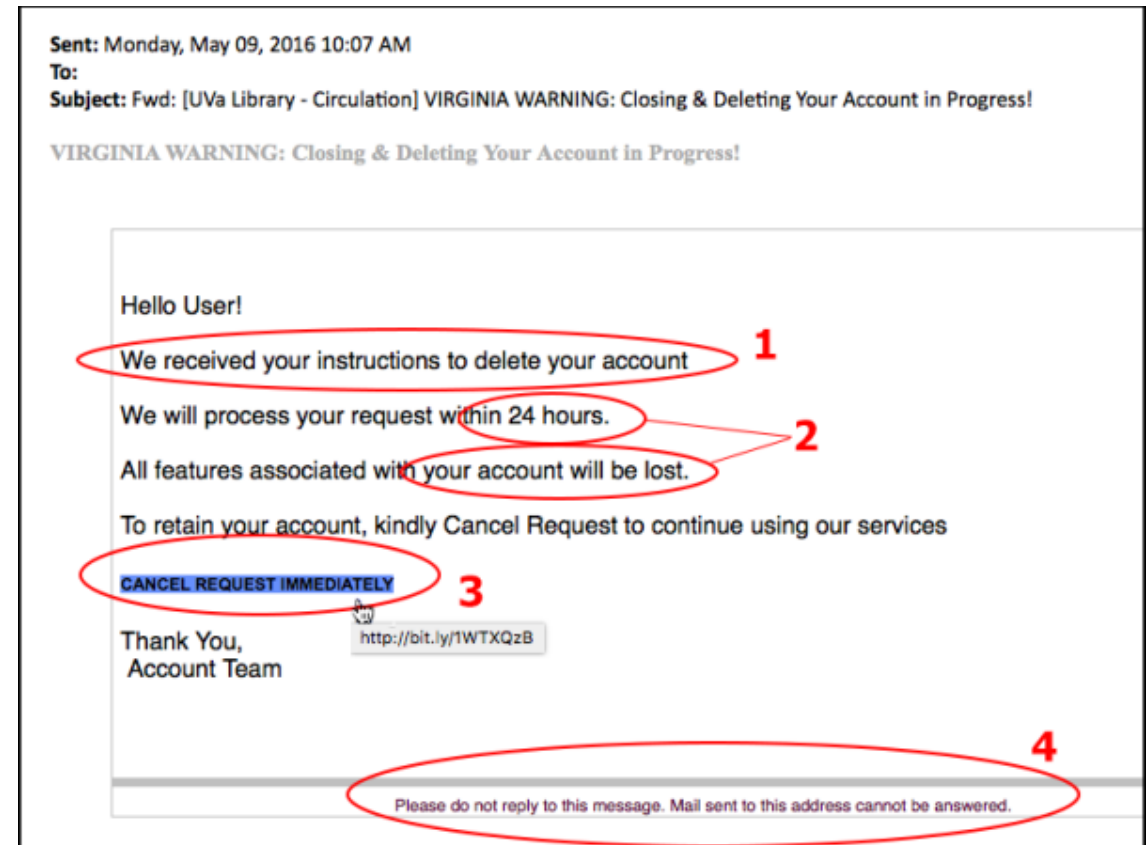 Sent: Monday, May 09, 2016 10:07 AM
To:
Subject: Fwd: [UVa Library - Circulation] VIRGINIA WARNING: Closing & Deleting Your Account in Progress!
VIRGINIA WARNING: Closing & Deleting Your Account in Progress!
Hello User!
We received your instructions to delete your account
1
We will process your request within 24 hours.
2
All features associated with your account will be lost.
To retain your account, kindly Cancel Request to continue using our services
CANCEL REQUEST IMMEDIATELY
3
http://bit.ly/1WTXQzB
Thank You,
Account Team
4
Please do not reply to this message. Mail sent to this address cannot be answered.